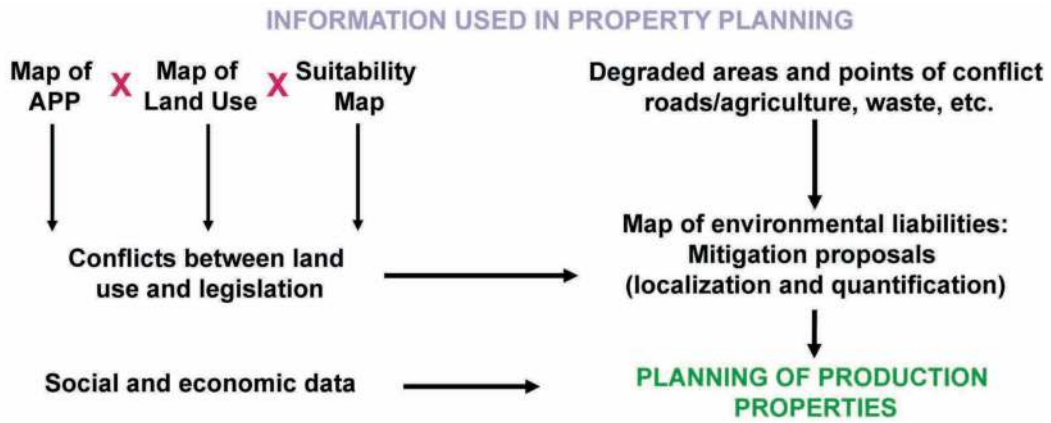 INFORMATION USED IN PROPERTY PLANNING
Map of
APP
X
Map of
Land Use
X
Suitability
Map
Degraded areas and points of conflict
roads/agriculture, waste, etc.
Conflicts between land
use and legislation
Map of environmental liabilities:
Mitigation proposals
(localization and quantification)
Social and economic data
PLANNING OF PRODUCTION
PROPERTIES